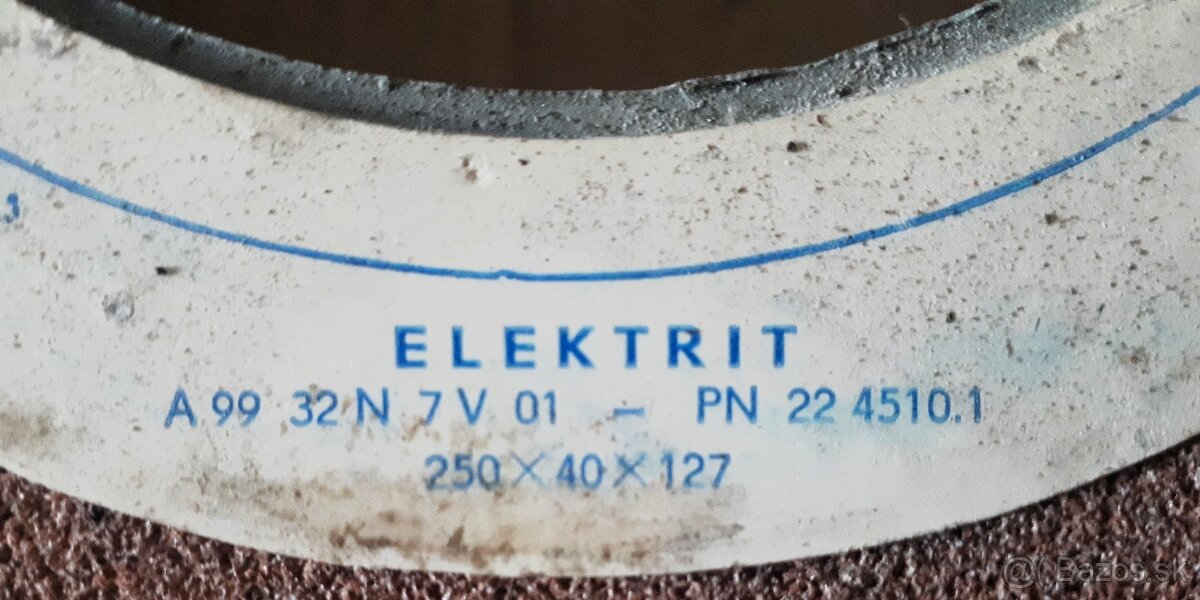 ELEKTRIT
A 99 32 N 7 V 01 – PN 22 4510.1
250 × 40 × 127
@ Bazos.sk